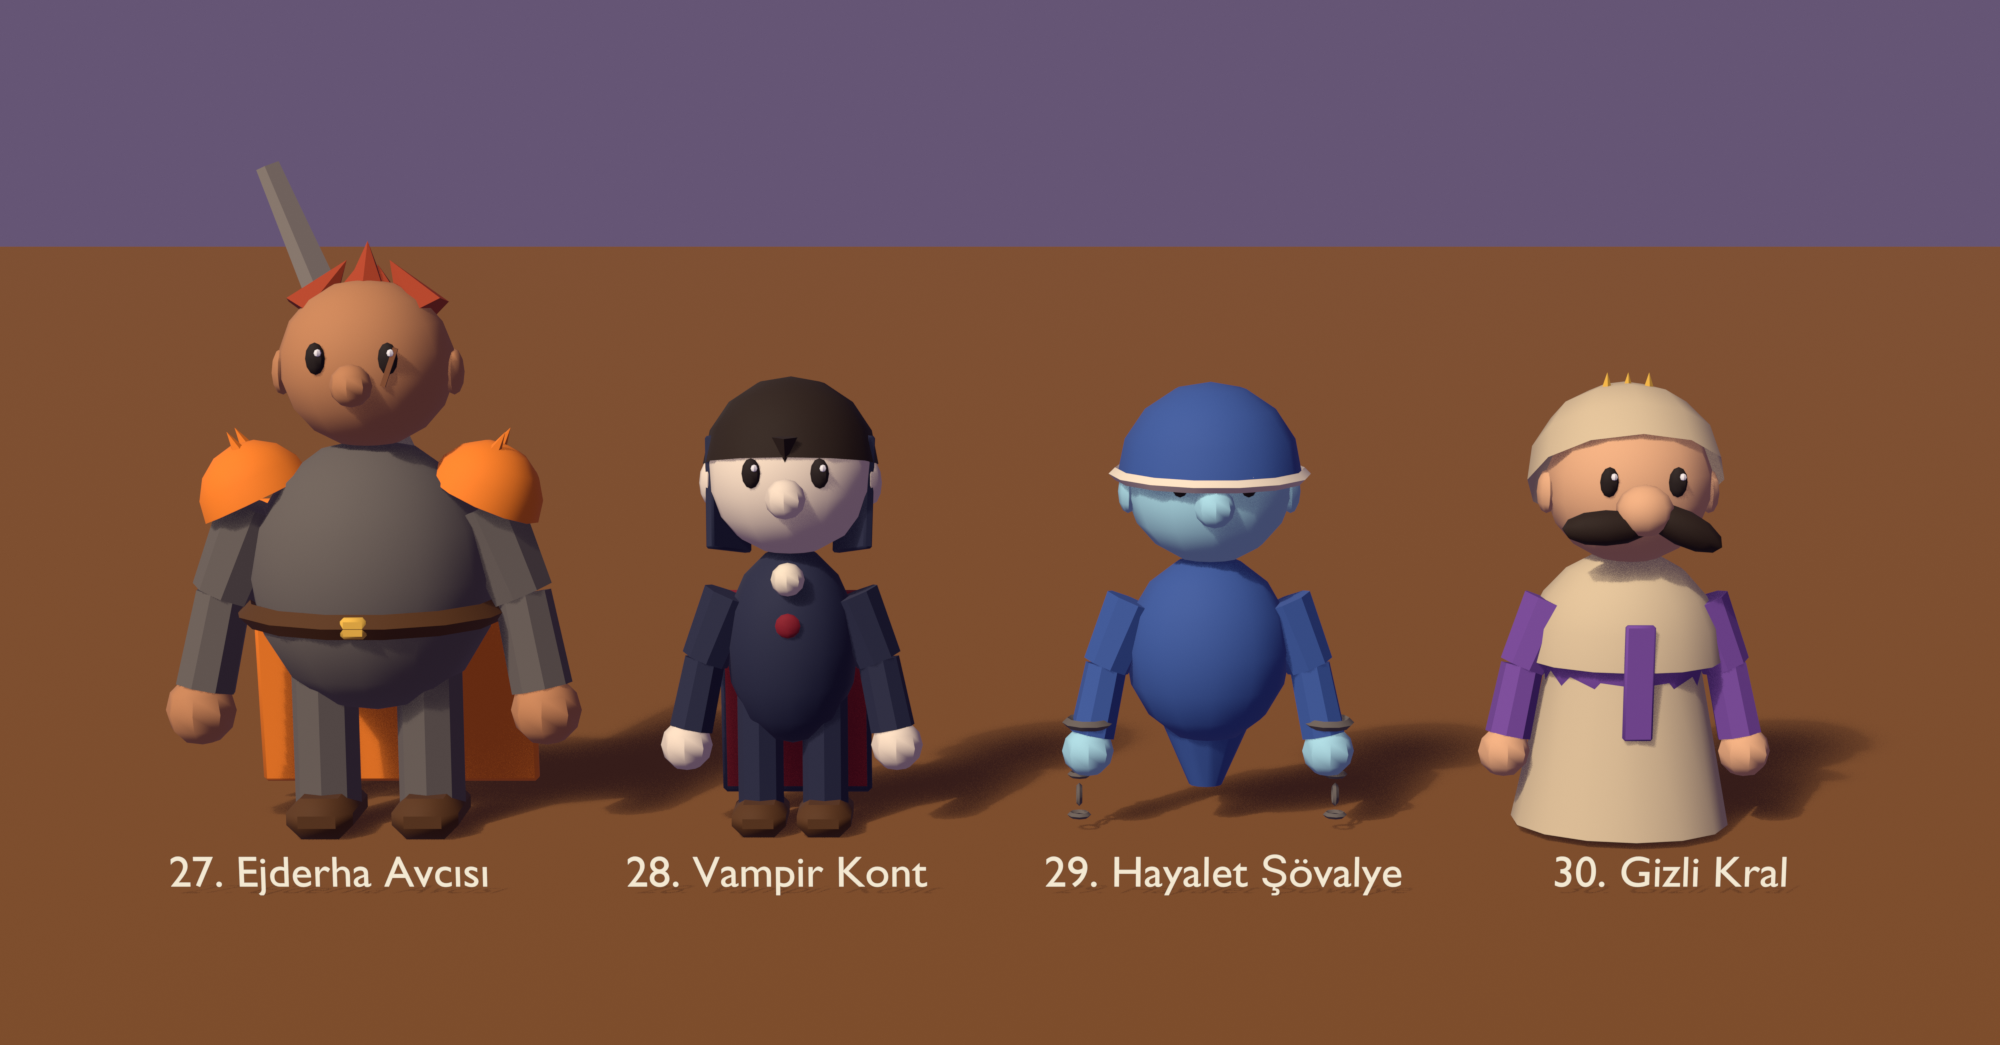 27. Ejderha Avcısı
28. Vampir Kont
29. Hayalet Şövalye
30. Gizli Kral